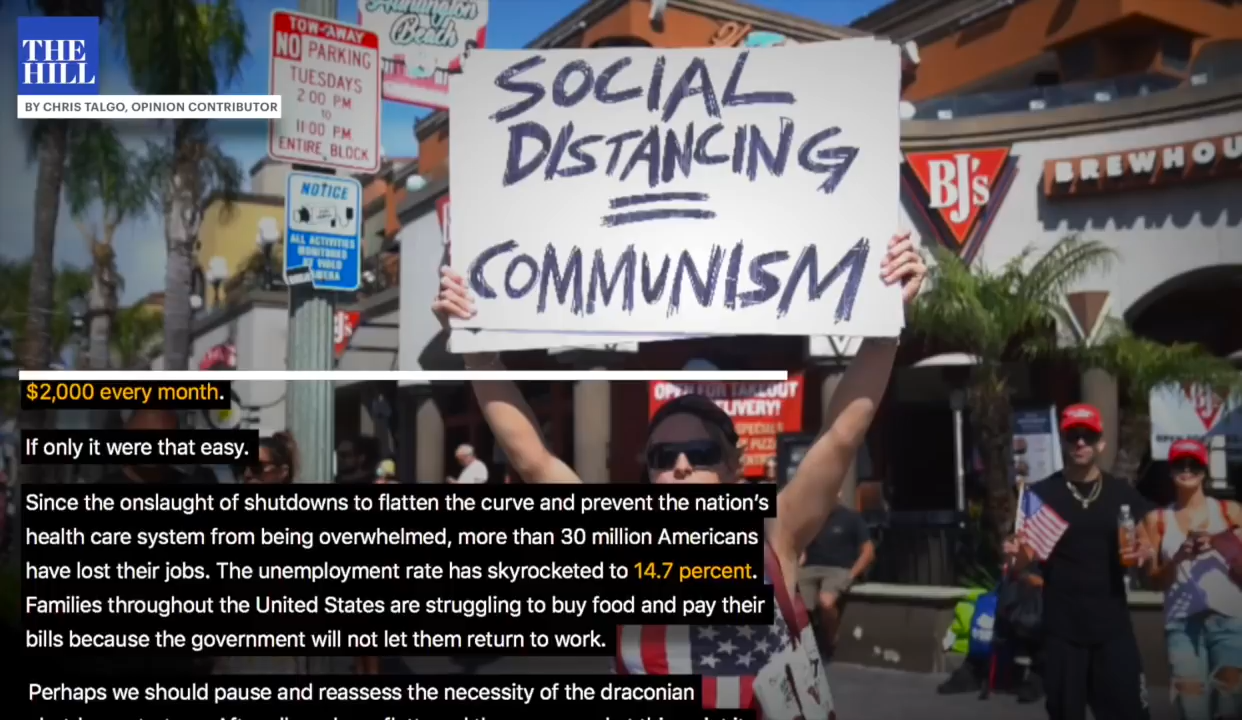 THE
HILL
BY CHRIS TALGO, OPINION CONTRIBUTOR
TOW-AWAY
NO PARKING
TUESDAYS
2:00 PM
TO
11:00 PM
ENTIRE BLOCK
NOTICE
ALL ACTIVITIES
MONITORED
BY VIDEO
CAMERA
Huntington
Beach
SOCIAL
DISTANCING
=
COMMUNISM
BJ's
BREWHOU
OPEN FOR TAKEOUT
DELIVERY!
SPECIALS
PIZZA
$2,000 every month.
If only it were that easy.
Since the onslaught of shutdowns to flatten the curve and prevent the nation's
health care system from being overwhelmed, more than 30 million Americans
have lost their jobs. The unemployment rate has skyrocketed to 14.7 percent.
Families throughout the United States are struggling to buy food and pay their
bills because the government will not let them return to work.
Perhaps we should pause and reassess the necessity of the draconian